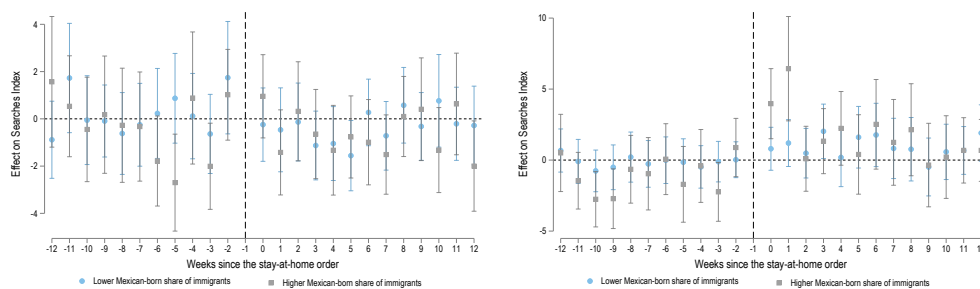 4
2
0
-2
-4
Effect on Searches Index
-12 -11 -10 -9 -8 -7 -6 -5 -4 -3 -2 -1 0 1 2 3 4 5 6 7 8 9 10 11 12
Weeks since the stay-at-home order
Lower Mexican-born share of immigrants Higher Mexican-born share of immigrants
10
5
0
-5
Effect on Searches Index
-12 -11 -10 -9 -8 -7 -6 -5 -4 -3 -2 -1 0 1 2 3 4 5 6 7 8 9 10 11
Weeks since the stay-at-home order
Lower Mexican-born share of immigrants Higher Mexican-born share of immigrants